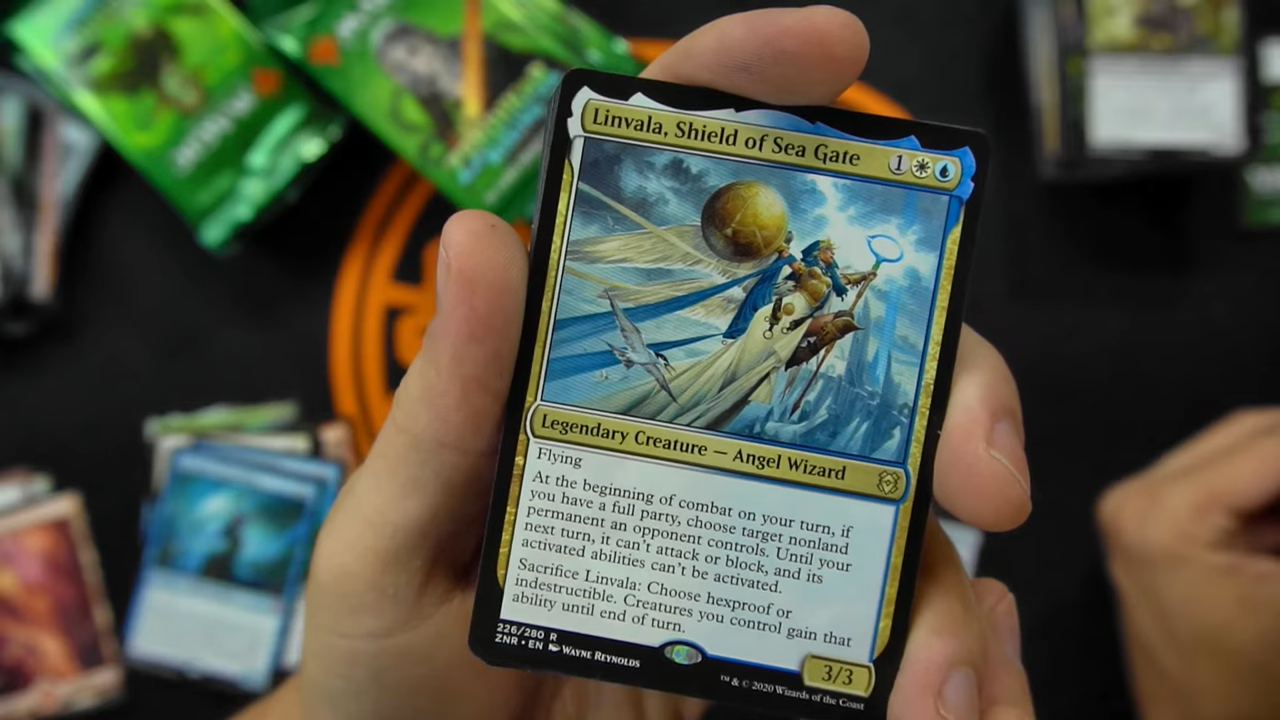 Linvala, Shield of Sea Gate 1
Legendary Creature — Angel Wizard
Flying
At the beginning of combat on your turn, if
you have a full party, choose target nonland
permanent an opponent controls. Until your
next turn, it can't attack or block, and its
activated abilities can't be activated.
Sacrifice Linvala: Choose hexproof or
indestructible. Creatures you control gain that
ability until end of turn.
226/280 R
ZNR • EN WAYNE REYNOLDS
3/3
™ & © 2020 Wizards of the Coast